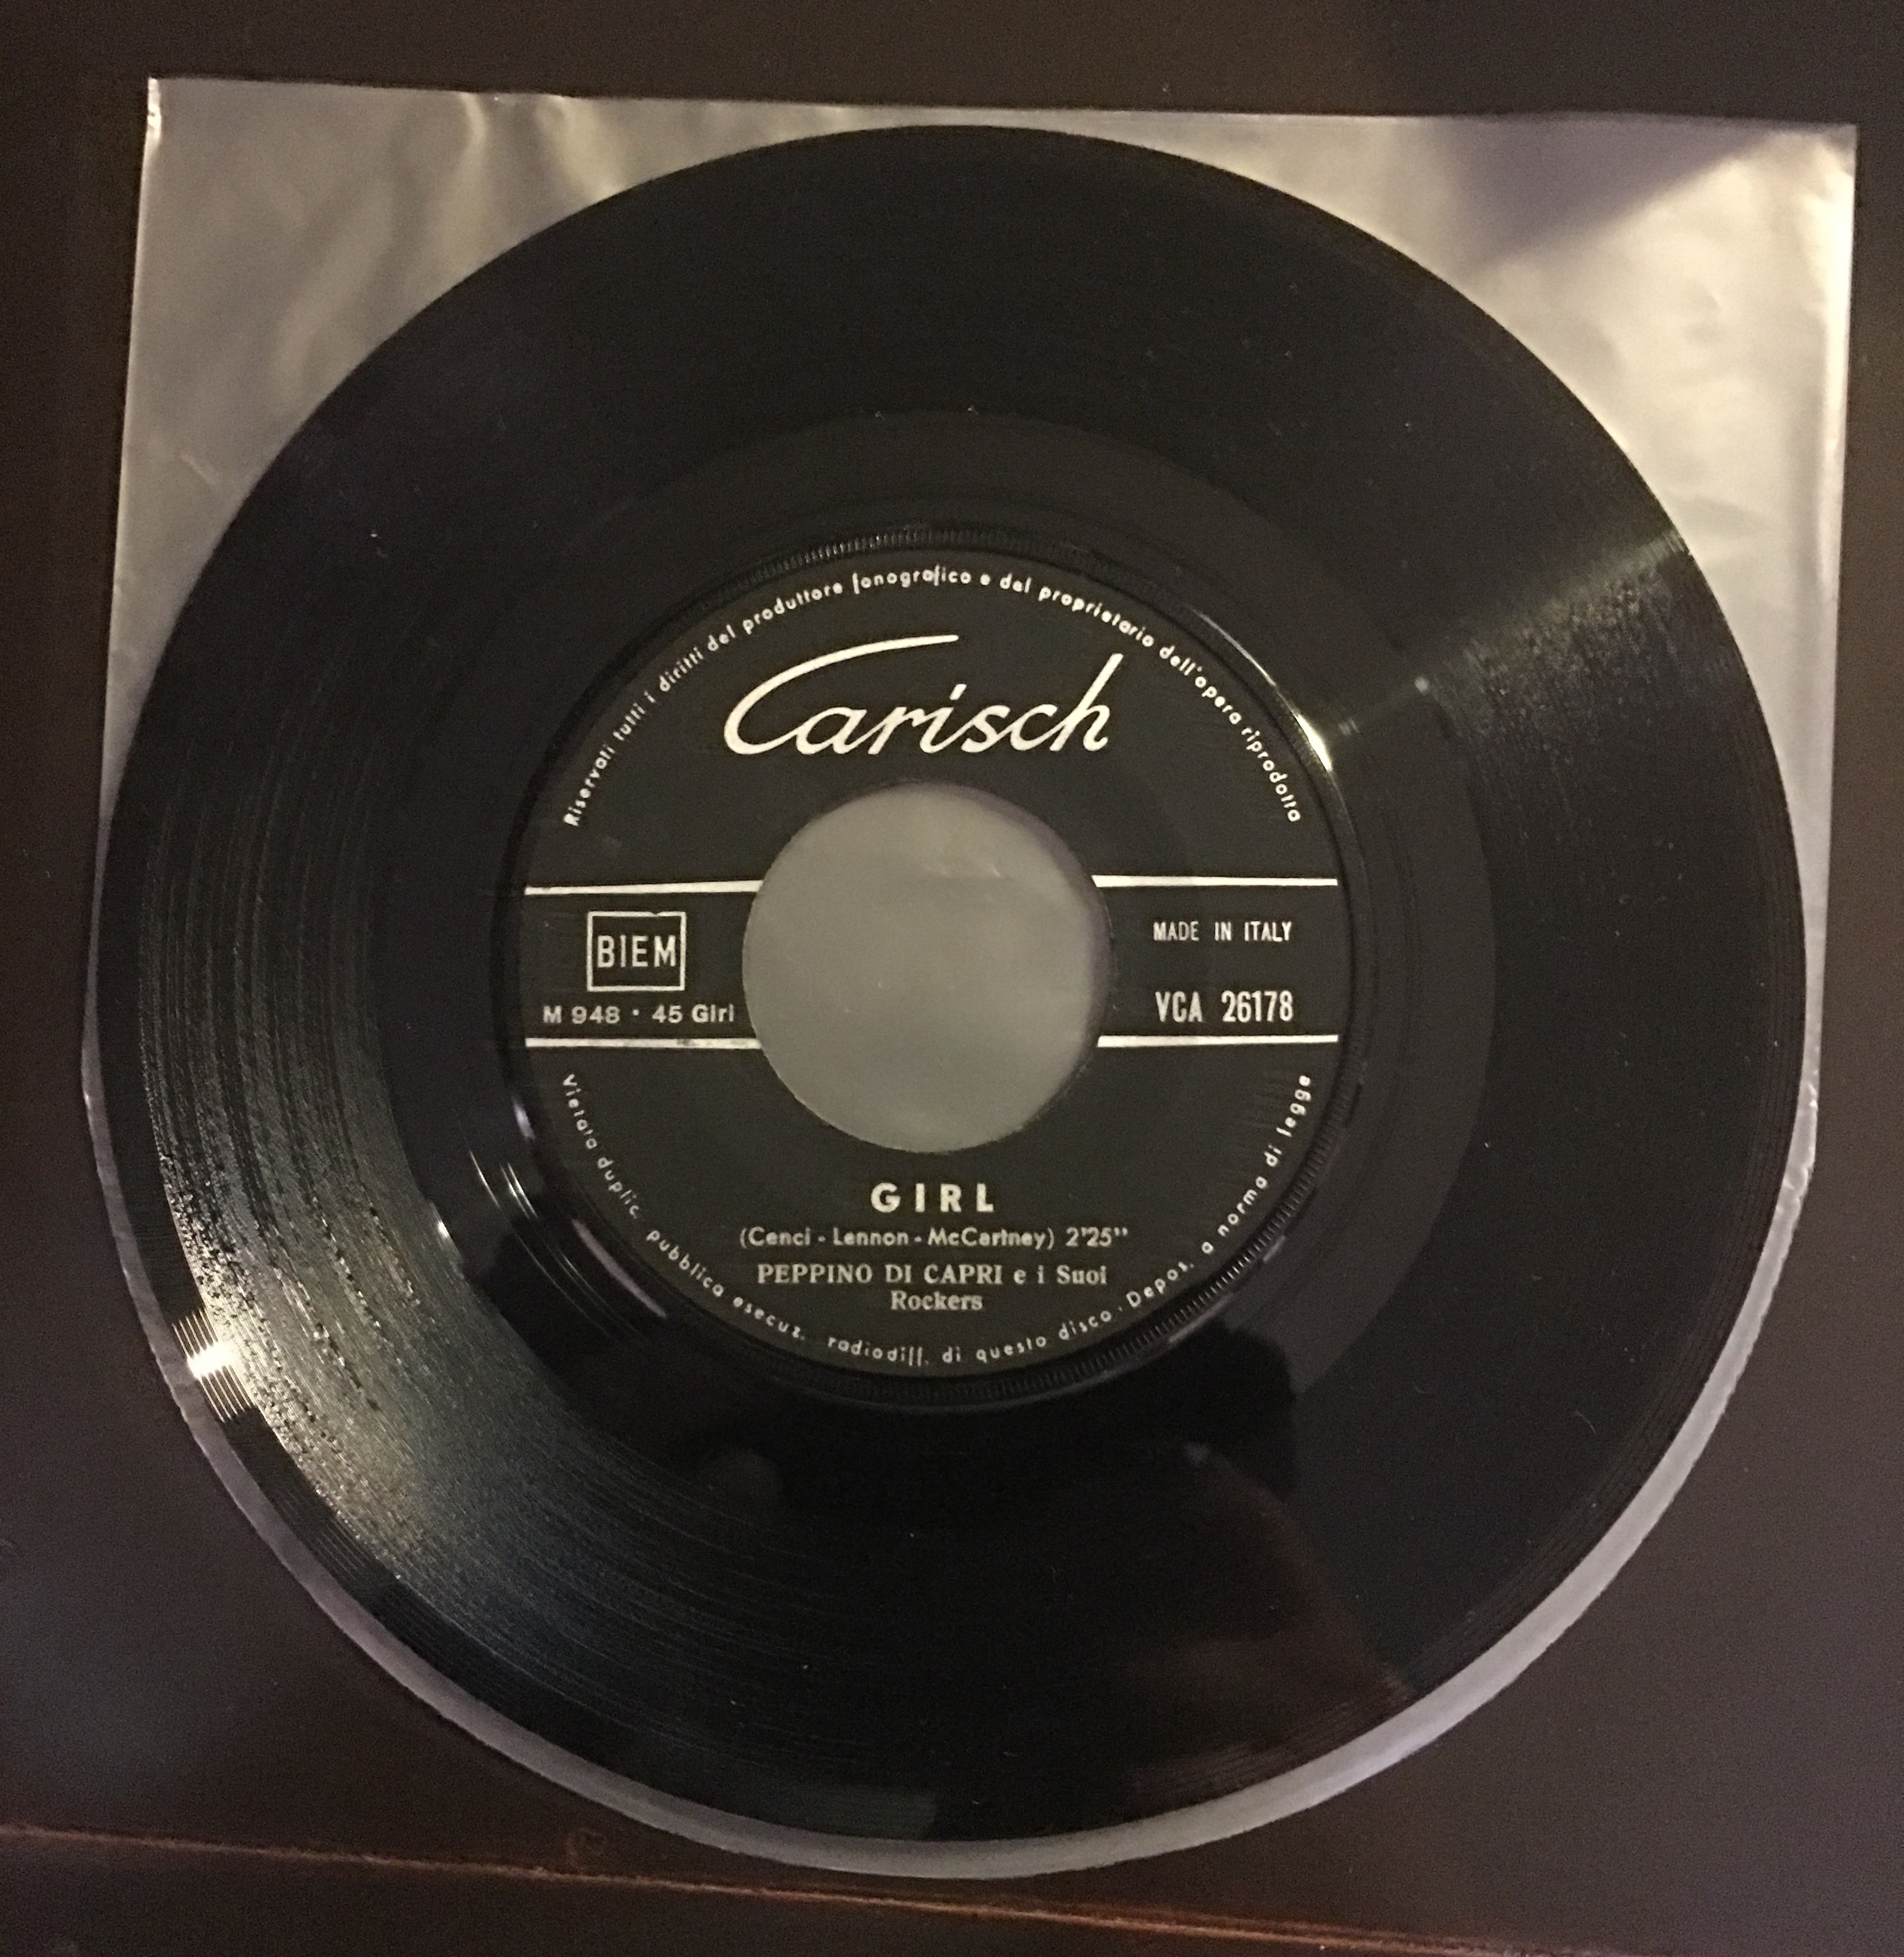 Riservati tutti i diritti del produttore fonografico e del proprietario dell'opera riprodotta
Carisch
BIEM
M 948 · 45 Giri
MADE IN ITALY
VCA 26178
GIRL
(Cenci - Lennon - McCartney) 2'25''
PEPPINO DI CAPRI e i Suoi
Rockers
Vietata duplic. pubblica esecuz. radiodiff. di questo disco · Depos. a norma di legge